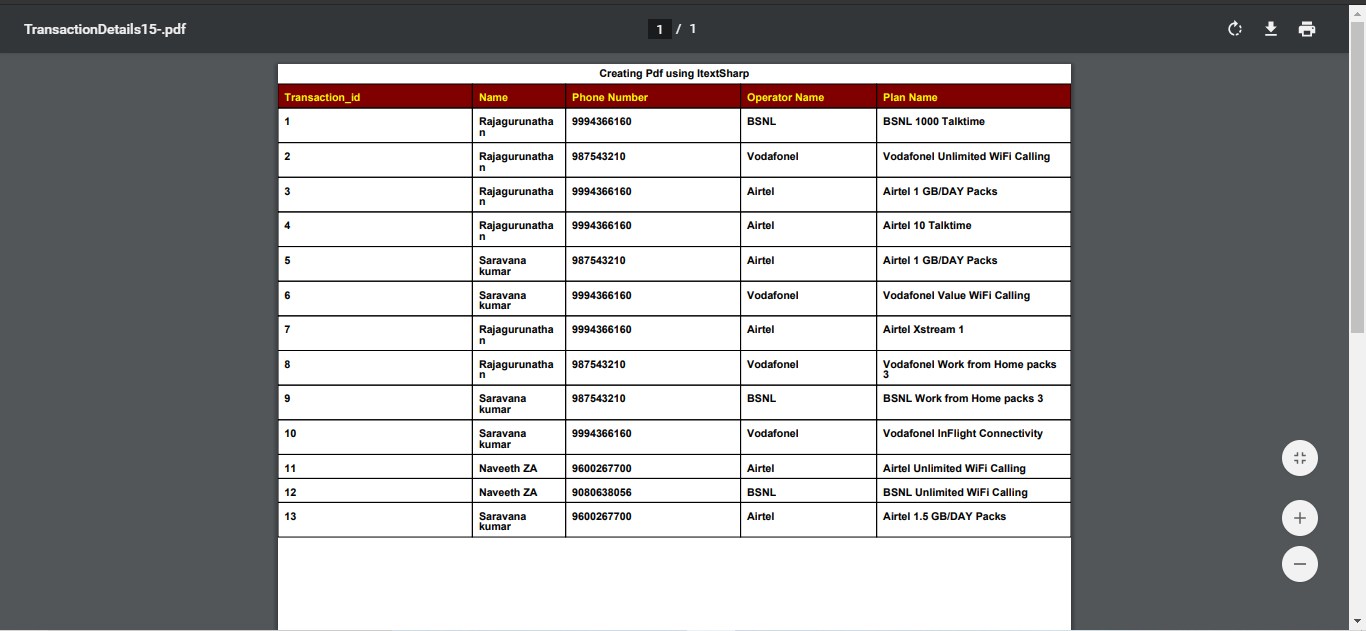 TransactionDetails15-.pdf
1 / 1
Creating Pdf using ItextSharp
Transaction_id Name Phone Number Operator Name Plan Name
1 Rajagurunatha 9994366160 BSNL BSNL 1000 Talktime
n
2 Rajagurunatha 987543210 Vodafonel Vodafonel Unlimited WiFi Calling
n
3 Rajagurunatha 9994366160 Airtel Airtel 1 GB/DAY Packs
n
4 Rajagurunatha 9994366160 Airtel Airtel 10 Talktime
n
5 Saravana 987543210 Airtel Airtel 1 GB/DAY Packs
kumar
6 Saravana 9994366160 Vodafonel Vodafonel Value WiFi Calling
kumar
7 Rajagurunatha 9994366160 Airtel Airtel Xstream 1
n
8 Rajagurunatha 987543210 Vodafonel Vodafonel Work from Home packs
n 3
9 Saravana 987543210 BSNL BSNL Work from Home packs 3
kumar
10 Saravana 9994366160 Vodafonel Vodafonel InFlight Connectivity
kumar
11 Naveeth ZA 9600267700 Airtel Airtel Unlimited WiFi Calling
12 Naveeth ZA 9080638056 BSNL BSNL Unlimited WiFi Calling
13 Saravana 9600267700 Airtel Airtel 1.5 GB/DAY Packs
kumar